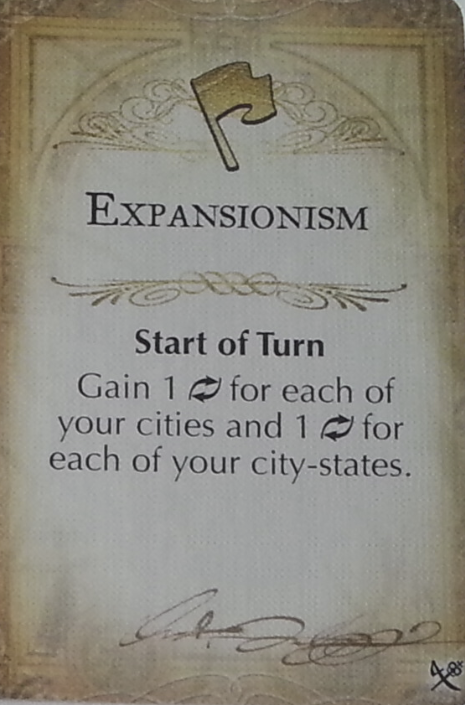 EXPANSIONISM
Start of Turn
Gain 1 for each of
your cities and 1 for
each of your city-states.